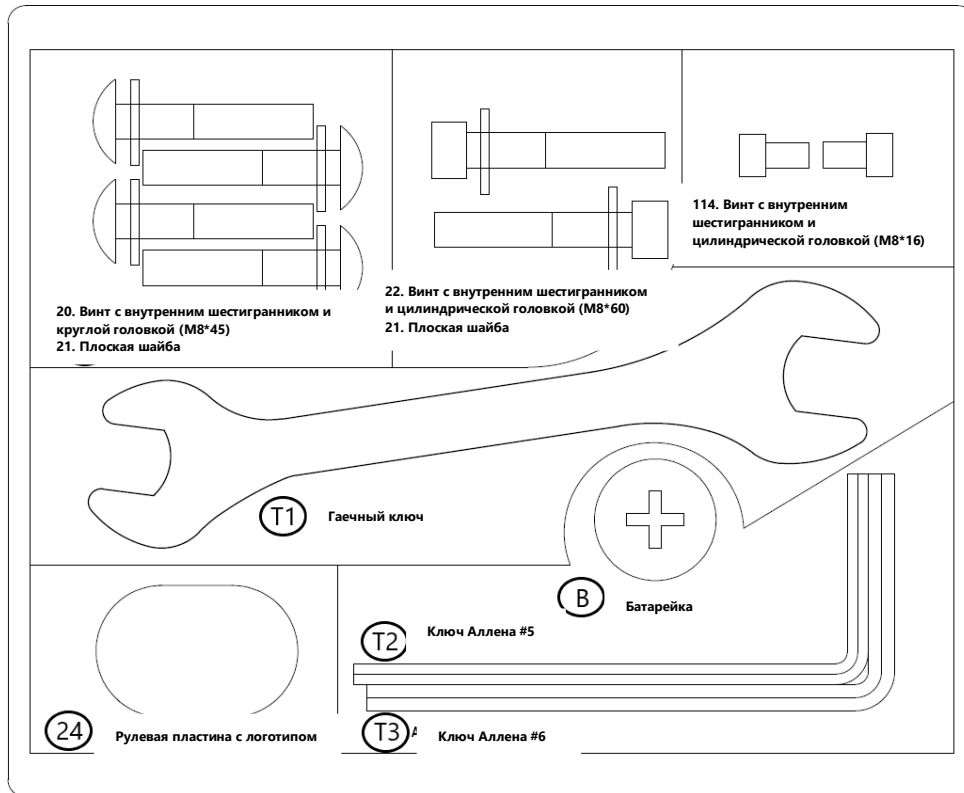 20. Винт с внутренним шестигранником и
круглой головкой (M8*45)
21. Плоская шайба
22. Винт с внутренним шестигранником
и цилиндрической головкой (M8*60)
21. Плоская шайба
114. Винт с внутренним
шестигранником и
цилиндрической головкой (M8*16)
T1 Гаечный ключ
B Батарейка
T2 Ключ Аллена #5
24 Рулевая пластина с логотипом
T3 Ключ Аллена #6